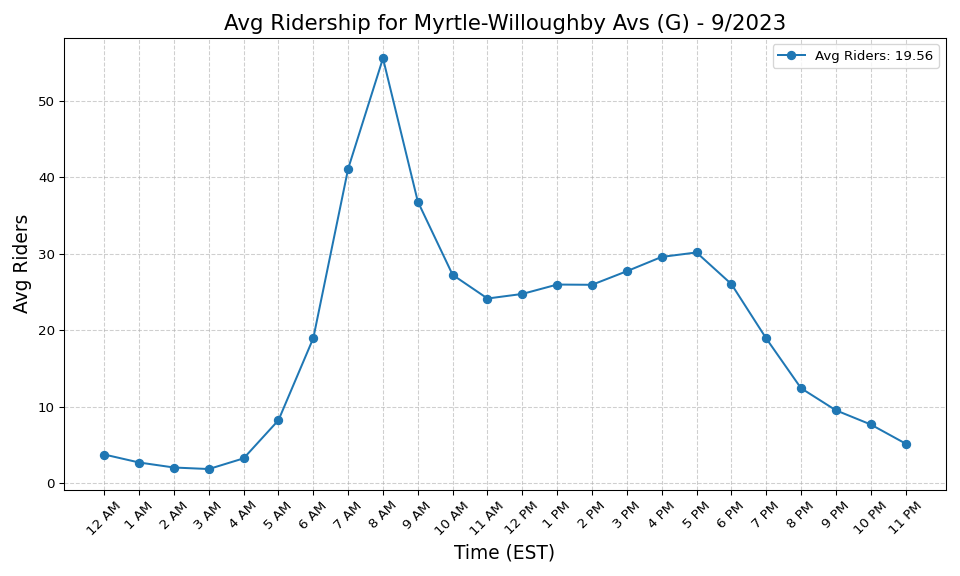 Avg Ridership for Myrtle-Willoughby Avs (G) - 9/2023
Avg Riders: 19.56
Avg Riders
50
40
30
20
10
0
12 AM
1 AM
2 AM
3 AM
4 AM
5 AM
6 AM
7 AM
8 AM
9 AM
10 AM
11 AM
12 PM
1 PM
2 PM
3 PM
4 PM
5 PM
6 PM
7 PM
8 PM
9 PM
10 PM
11 PM
Time (EST)